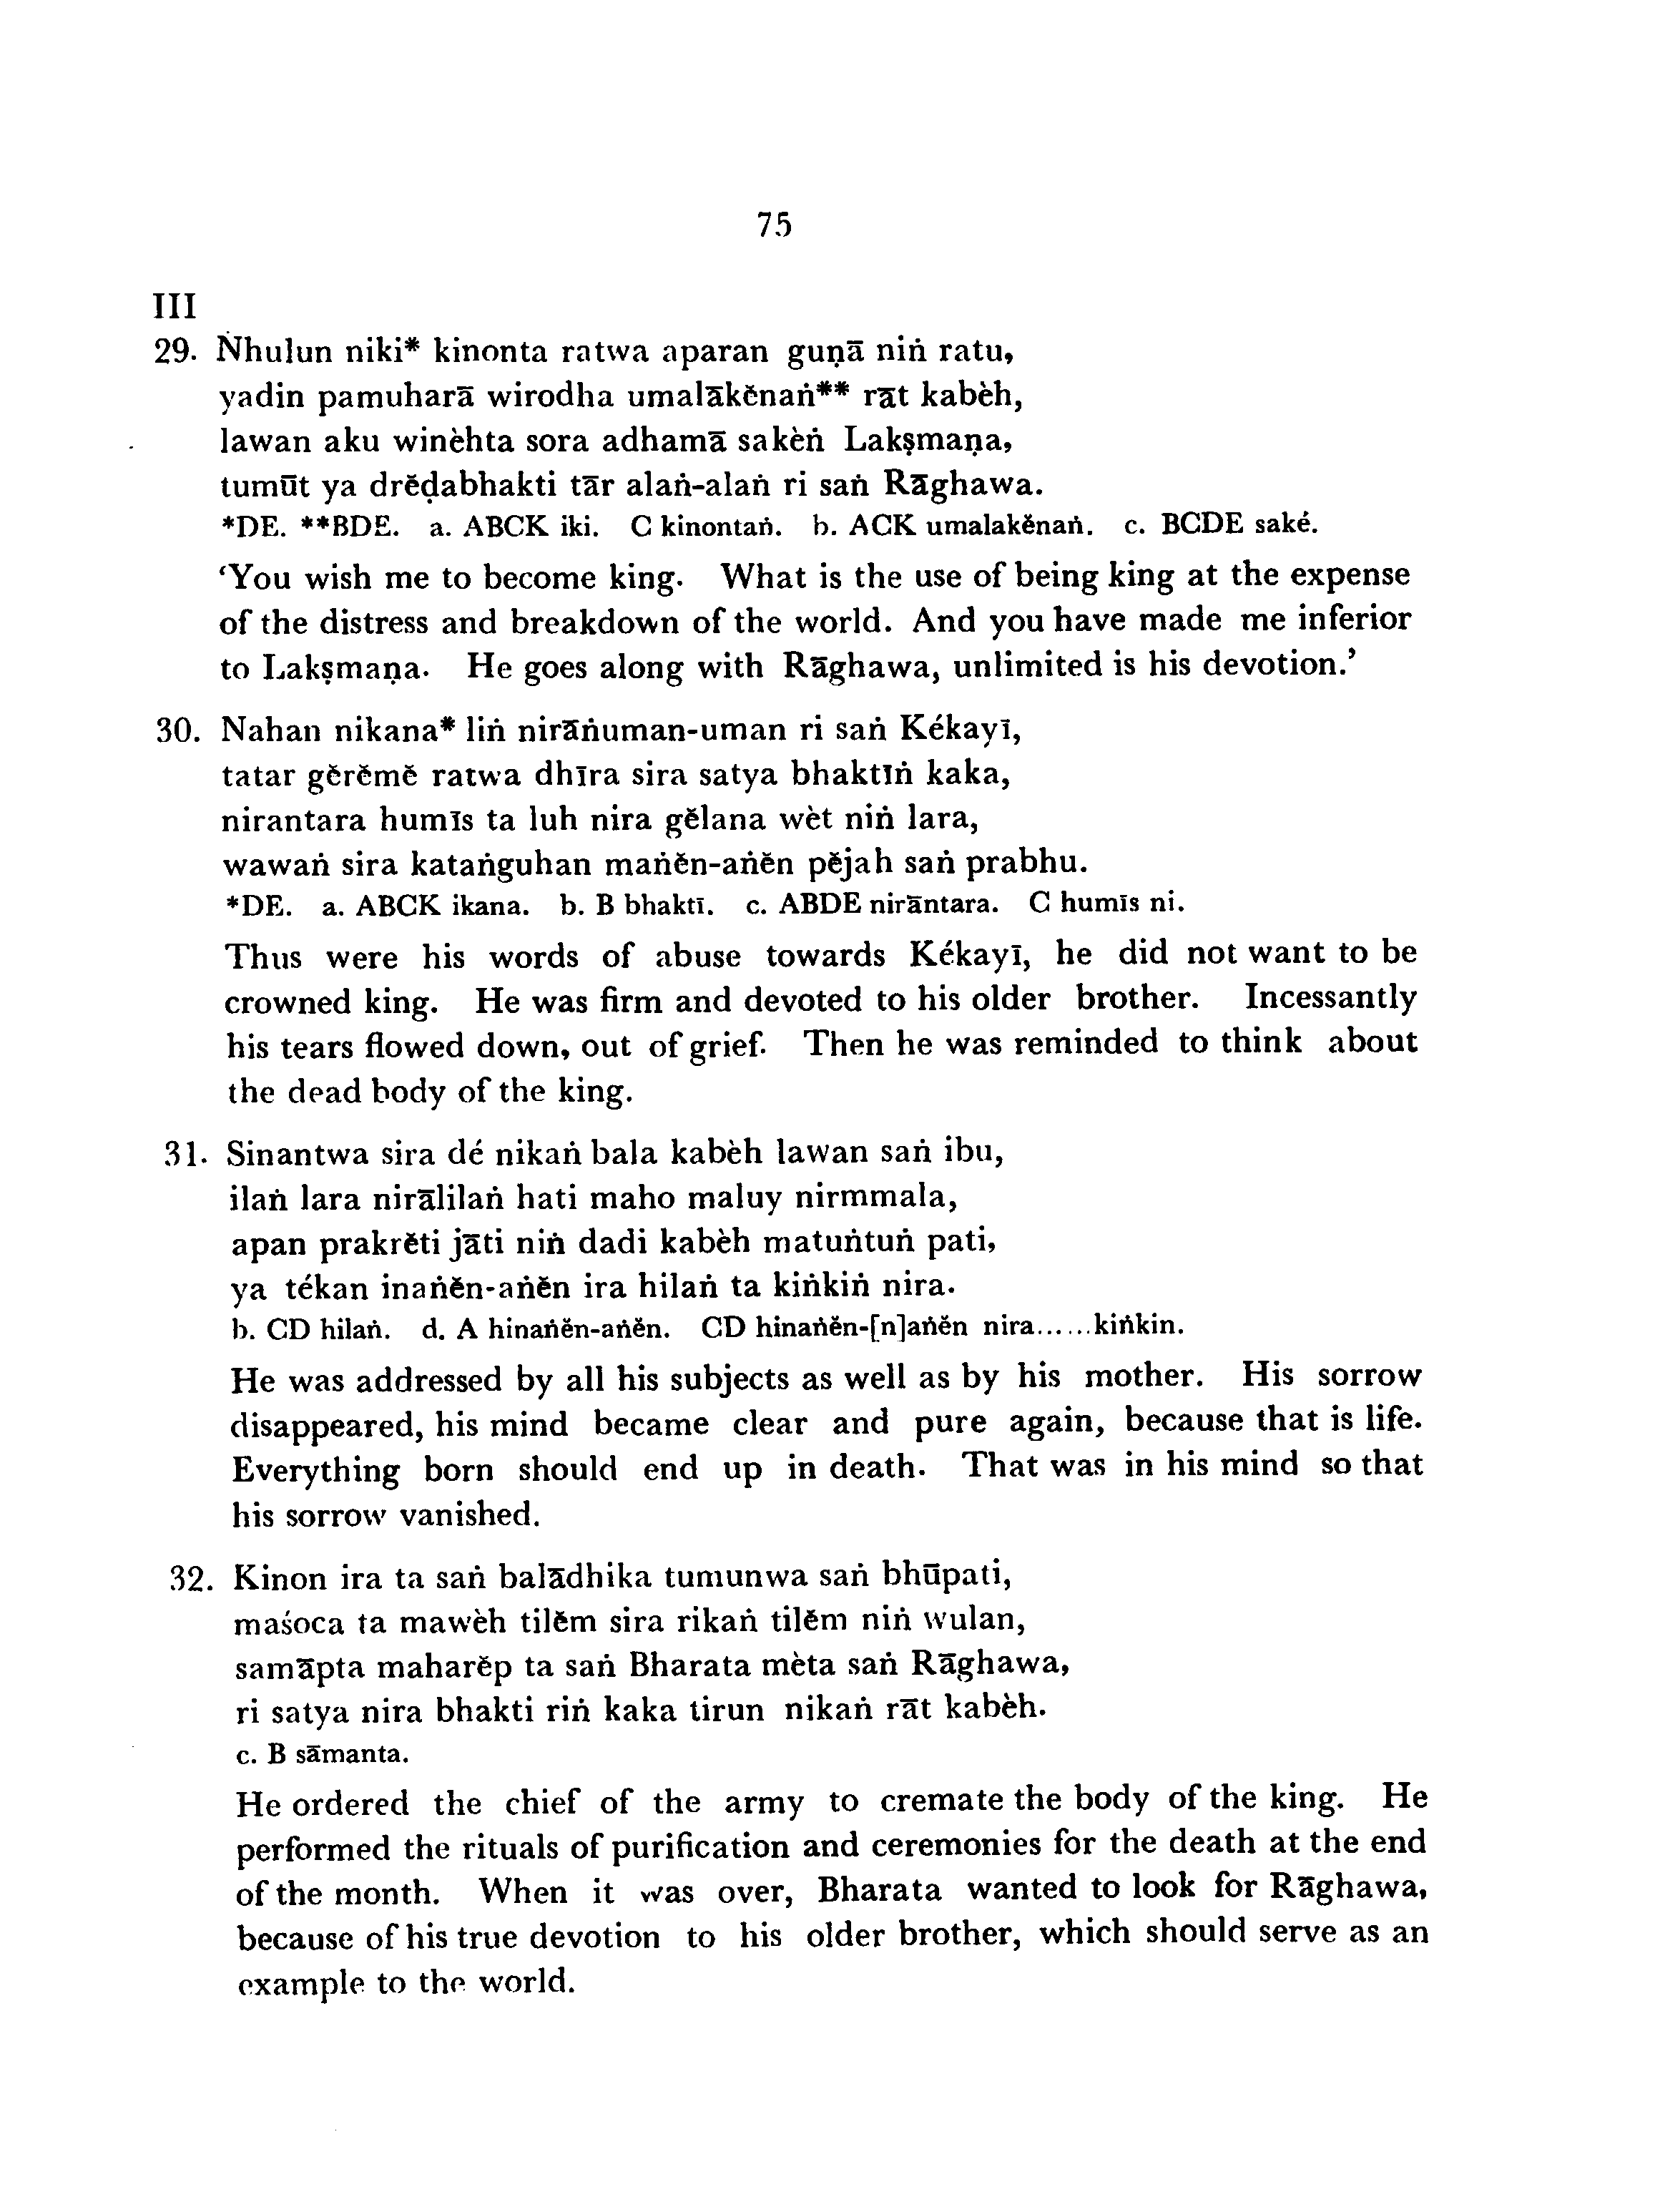 75
III
29. Ṅhulun niki* kinonta ratwa aparan guṇā niṅ ratu,
yadin pamuharā wirodha umalākĕnaṅ** rāt kabèh,
lawan aku winèhta sora adhamā sakèṅ Lakṣmaṇa,
tumūt ya drĕḍabhakti tār alaṅ-alaṅ ri saṅ Rāghawa.
*DE. **BDE. a. ABCK iki. C kinontaṅ. b. ACK umalakĕnaṅ. c. BCDE saké.
‘You wish me to become king. What is the use of being king at the expense
of the distress and breakdown of the world. And you have made me inferior
to Lakṣmaṇa. He goes along with Rāghawa, unlimited is his devotion.’
30. Nahan nikana* liṅ nirāṅuman-uman ri saṅ Kékayī,
tatar gĕrĕmĕ ratwa dhīra sira satya bhaktīṅ kaka,
nirantara humīs ta luh nira gĕlana wèt niṅ lara,
wawaṅ sira kataṅguhan maṅĕn-aṅĕn pĕjah saṅ prabhu.
*DE. a. ABCK ikana. b. B bhaktī. c. ABDE nirāntara. C humīs ni.
Thus were his words of abuse towards Kékayī, he did not want to be
crowned king. He was firm and devoted to his older brother. Incessantly
his tears flowed down, out of grief. Then he was reminded to think about
the dead body of the king.
31. Sinantwa sira dé nikaṅ bala kabèh lawan saṅ ibu,
ilaṅ lara nirālilaṅ hati maho maluy nirmmala,
apan prakrĕti jāti niṅ dadi kabèh matuṅtuṅ pati,
ya tékan inaṅĕn-aṅĕn ira hilaṅ ta kiṅkiṅ nira.
b. CD hilaṅ. d. A hinaṅĕn-aṅĕn. CD hinaṅĕn-[n]aṅĕn nira......kiṅkin.
He was addressed by all his subjects as well as by his mother. His sorrow
disappeared, his mind became clear and pure again, because that is life.
Everything born should end up in death. That was in his mind so that
his sorrow vanished.
32. Kinon ira ta saṅ balādhika tumunwa saṅ bhūpati,
maśoca ta mawèh tilĕm sira rikaṅ tilĕm niṅ wulan,
samāpta maharĕp ta saṅ Bharata mèta saṅ Rāghawa,
ri satya nira bhakti riṅ kaka tirun nikaṅ rāt kabèh.
c. B sāmanta.
He ordered the chief of the army to cremate the body of the king. He
performed the rituals of purification and ceremonies for the death at the end
of the month. When it was over, Bharata wanted to look for Rāghawa,
because of his true devotion to his older brother, which should serve as an
example to the world.